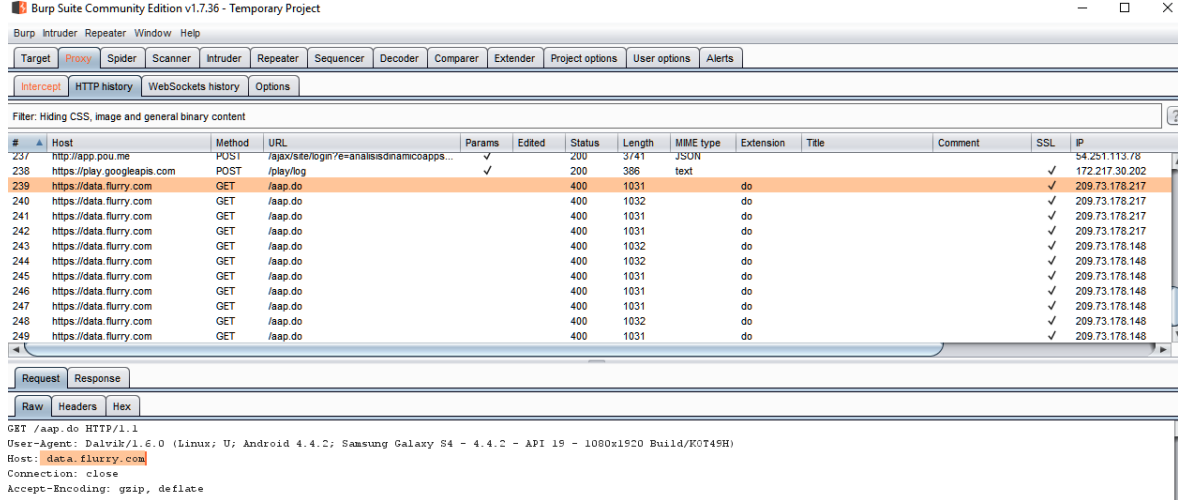 Burp Suite Community Edition v1.7.36 - Temporary Project
Burp Intruder Repeater Window Help
Target Proxy Spider Scanner Intruder Repeater Sequencer Decoder Comparer Extender Project options User options Alerts
Intercept HTTP history WebSockets history Options
Filter: Hiding CSS, image and general binary content ?
# Host Method URL Params Edited Status Length MIME type Extension Title Comment SSL IP
237 http://app.pou.me POST /ajax/site/login?e=analisisdinamicoapps... ✓ 200 3741 JSON 54.251.113.78
238 https://play.googleapis.com POST /play/log ✓ 200 386 text ✓ 172.217.30.202
239 https://data.flurry.com GET /aap.do 400 1031 do ✓ 209.73.178.217
240 https://data.flurry.com GET /aap.do 400 1032 do ✓ 209.73.178.217
241 https://data.flurry.com GET /aap.do 400 1031 do ✓ 209.73.178.217
242 https://data.flurry.com GET /aap.do 400 1031 do ✓ 209.73.178.217
243 https://data.flurry.com GET /aap.do 400 1032 do ✓ 209.73.178.148
244 https://data.flurry.com GET /aap.do 400 1032 do ✓ 209.73.178.148
245 https://data.flurry.com GET /aap.do 400 1031 do ✓ 209.73.178.148
246 https://data.flurry.com GET /aap.do 400 1031 do ✓ 209.73.178.148
247 https://data.flurry.com GET /aap.do 400 1031 do ✓ 209.73.178.148
248 https://data.flurry.com GET /aap.do 400 1032 do ✓ 209.73.178.148
249 https://data.flurry.com GET /aap.do 400 1031 do ✓ 209.73.178.148
Request Response
Raw Headers Hex
GET /aap.do HTTP/1.1
User-Agent: Dalvik/1.6.0 (Linux; U; Android 4.4.2; Samsung Galaxy S4 - 4.4.2 - API 19 - 1080x1920 Build/KOT49H)
Host: data.flurry.com
Connection: close
Accept-Encoding: gzip, deflate